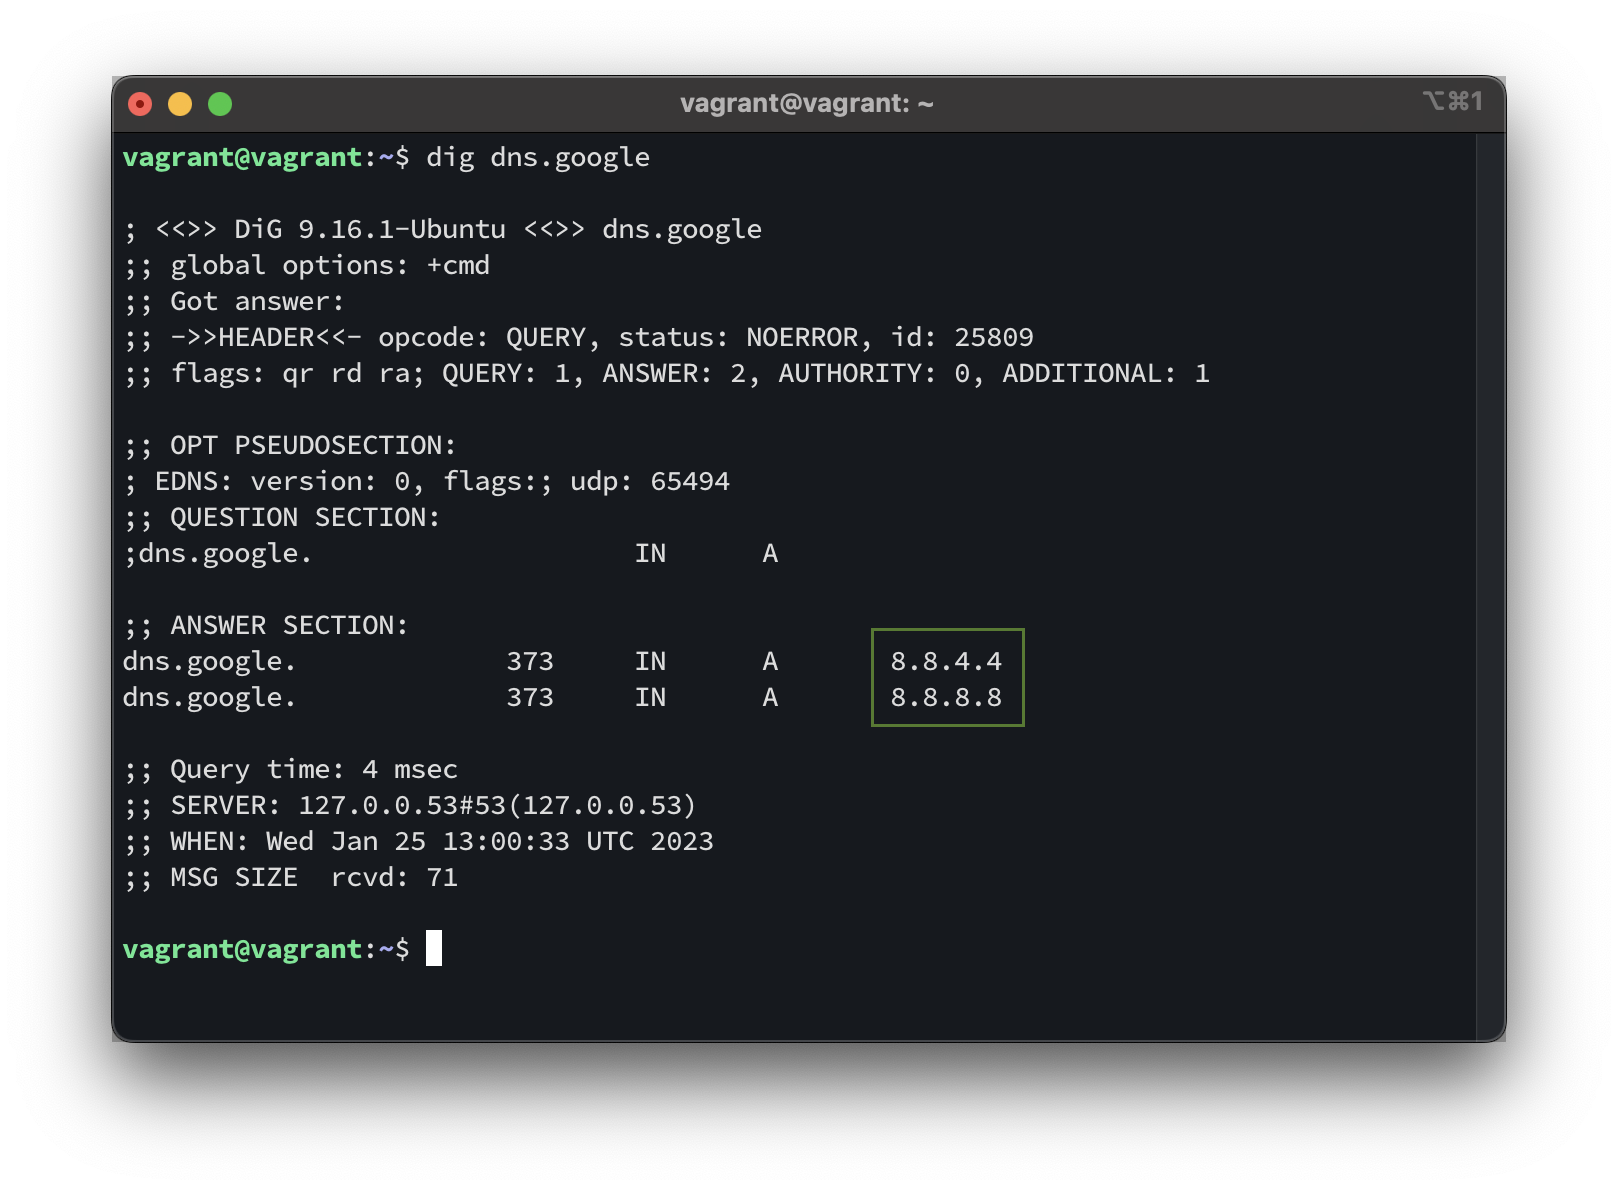 vagrant@vagrant: ~
⌥⌘1
vagrant@vagrant:~$ dig dns.google
; <<>> DiG 9.16.1-Ubuntu <<>> dns.google
;; global options: +cmd
;; Got answer:
;; ->>HEADER<<- opcode: QUERY, status: NOERROR, id: 25809
;; flags: qr rd ra; QUERY: 1, ANSWER: 2, AUTHORITY: 0, ADDITIONAL: 1
;; OPT PSEUDOSECTION:
; EDNS: version: 0, flags:; udp: 65494
;; QUESTION SECTION:
;dns.google. IN A
;; ANSWER SECTION:
dns.google. 373 IN A 8.8.4.4
dns.google. 373 IN A 8.8.8.8
;; Query time: 4 msec
;; SERVER: 127.0.0.53#53(127.0.0.53)
;; WHEN: Wed Jan 25 13:00:33 UTC 2023
;; MSG SIZE  rcvd: 71
vagrant@vagrant:~$